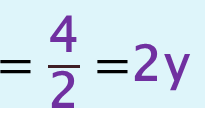 = 4/2 = 2y